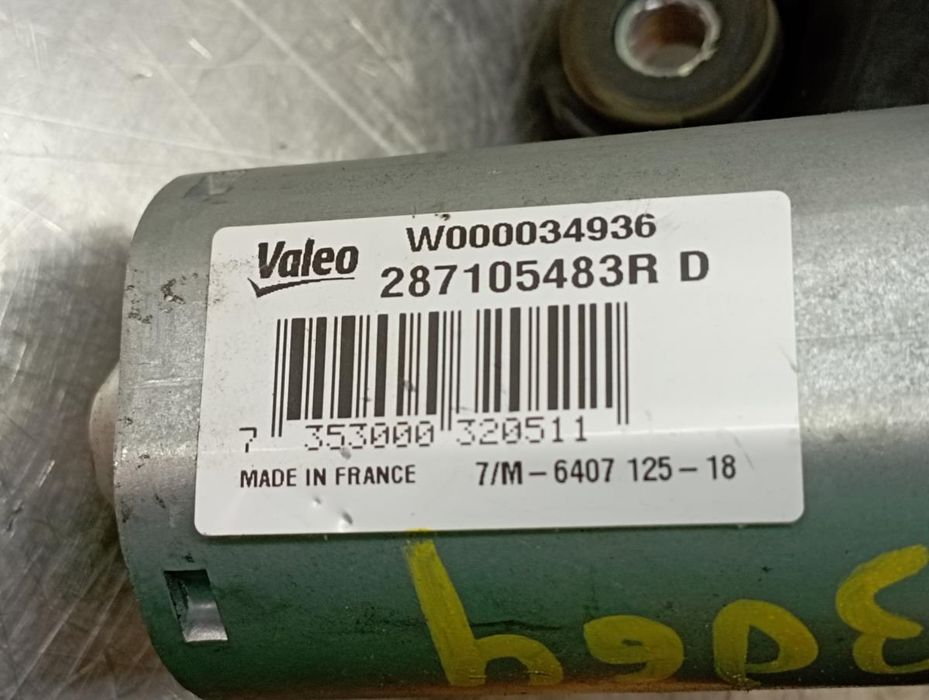 Valeo
W000034936
287105483R D
7 353000 320511
MADE IN FRANCE 7/M-6407 125-18